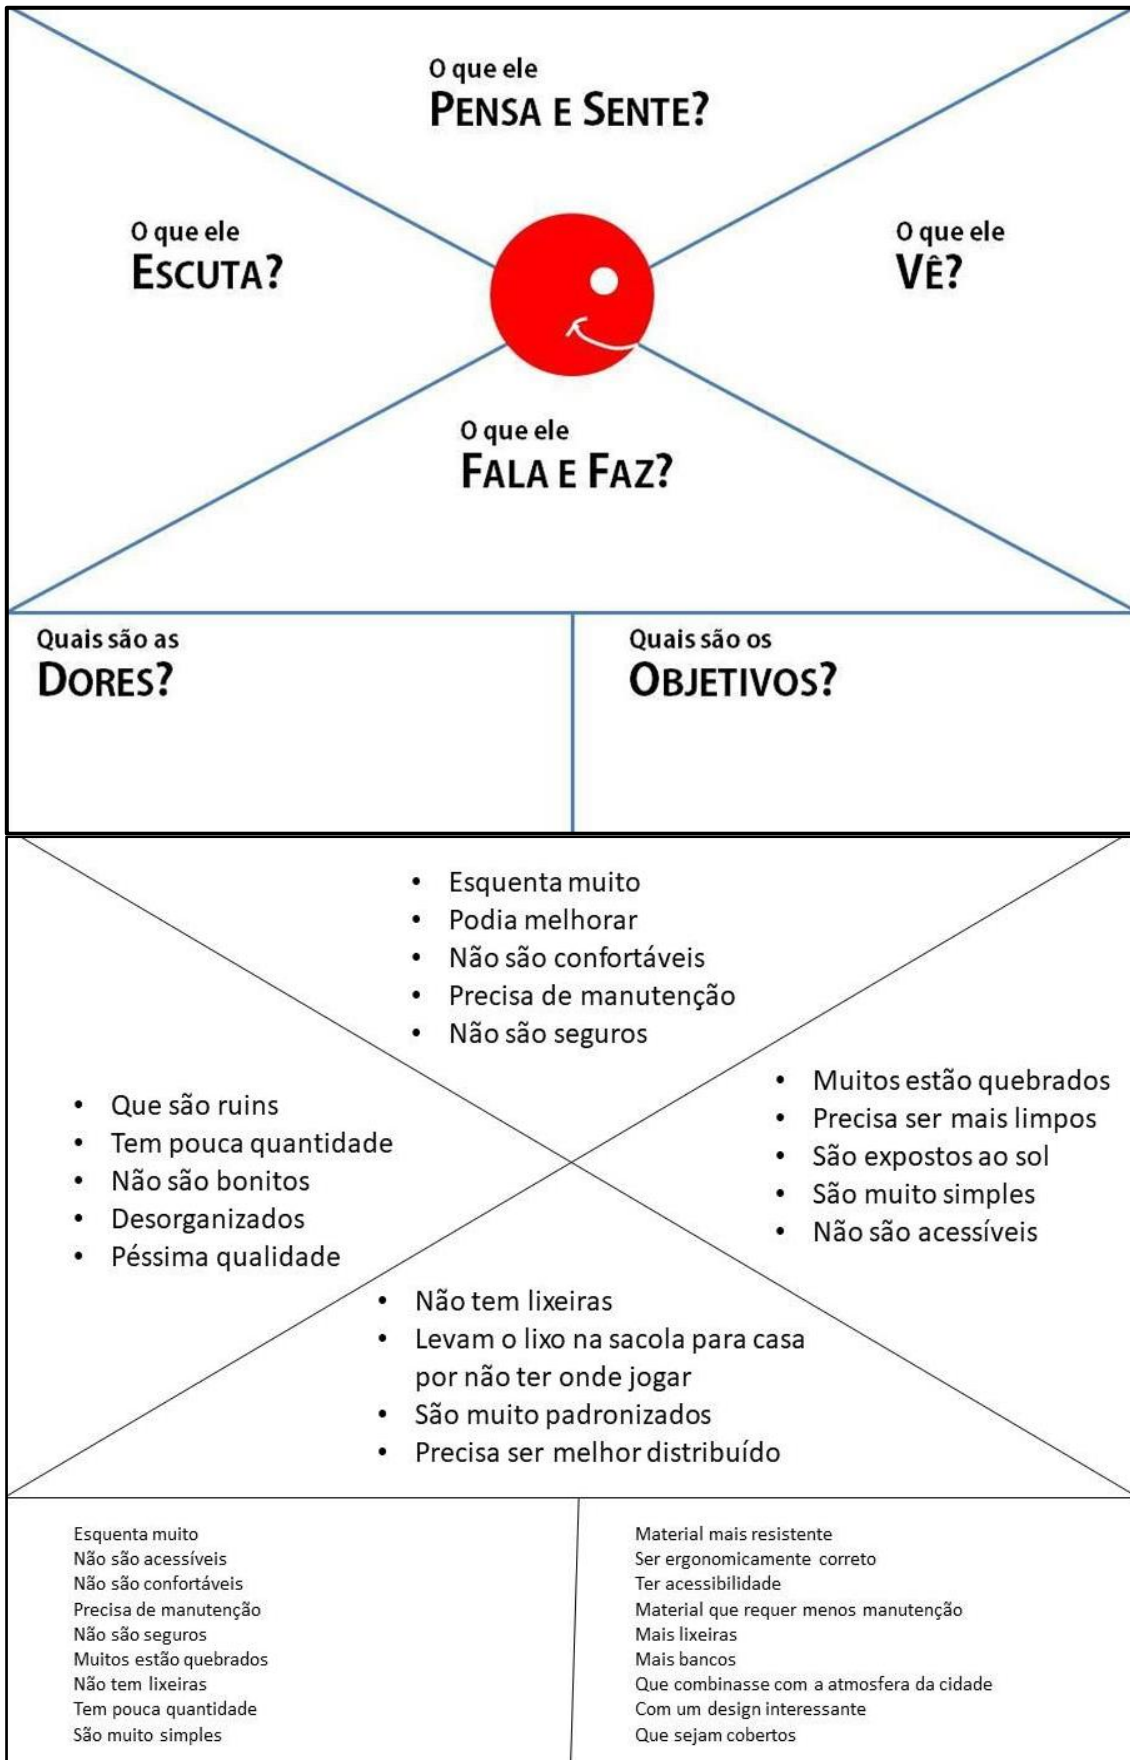 O que ele
PENSA E SENTE?
O que ele
ESCUTA?
O que ele
VÊ?
O que ele
FALA E FAZ?
Quais são as
DORES?
Quais são os
OBJETIVOS?
• Esquenta muito
• Podia melhorar
• Não são confortáveis
• Precisa de manutenção
• Não são seguros
• Que são ruins
• Tem pouca quantidade
• Não são bonitos
• Desorganizados
• Péssima qualidade
• Muitos estão quebrados
• Precisa ser mais limpos
• São expostos ao sol
• São muito simples
• Não são acessíveis
• Não tem lixeiras
• Levam o lixo na sacola para casa
por não ter onde jogar
• São muito padronizados
• Precisa ser melhor distribuído
Esquenta muito
Não são acessíveis
Não são confortáveis
Precisa de manutenção
Não são seguros
Muitos estão quebrados
Não tem lixeiras
Tem pouca quantidade
São muito simples
Material mais resistente
Ser ergonomicamente correto
Ter acessibilidade
Material que requer menos manutenção
Mais lixeiras
Mais bancos
Que combinasse com a atmosfera da cidade
Com um design interessante
Que sejam cobertos